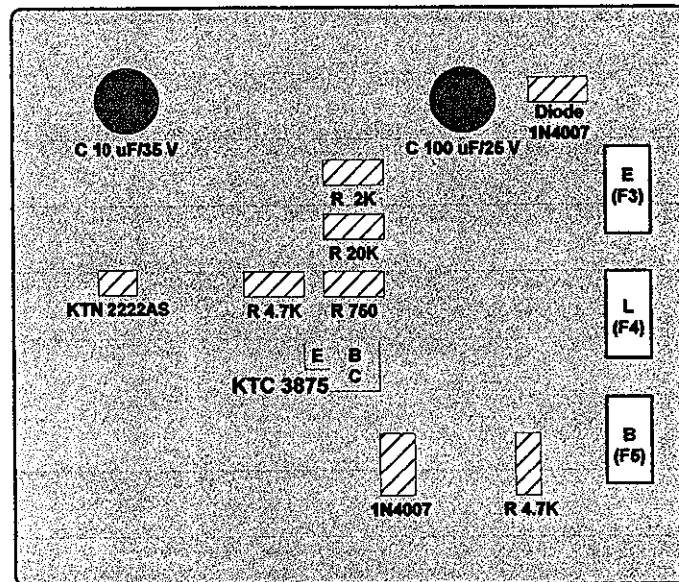 Diode
1N4007
C 10 uF/35 V
C 100 uF/25 V
E
(F3)
R 2K
R 20K
KTN 2222AS
R 4.7K
R 750
L
(F4)
E
B
C
KTC 3875
B
(F5)
1N4007
R 4.7K